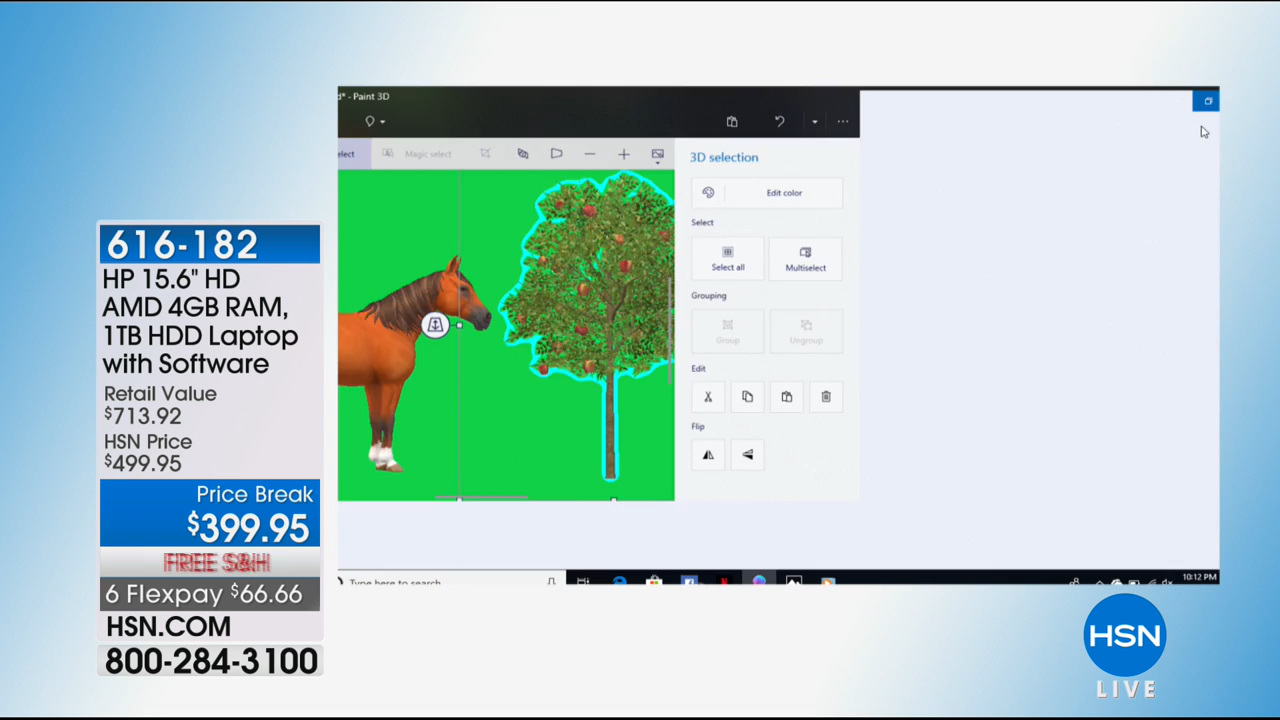 616-182
HP 15.6" HD
AMD 4GB RAM,
1TB HDD Laptop
with Software
Retail Value
$713.92
HSN Price
$499.95
Price Break
$399.95
FREE S&H
6 Flexpay $66.66
HSN.COM
800-284-3100
d* - Paint 3D
elect
Magic select
3D selection
Edit color
Select
Select all
Multiselect
Grouping
Group
Ungroup
Edit
Flip
Type here to search
10:12 PM
HSN
LIVE